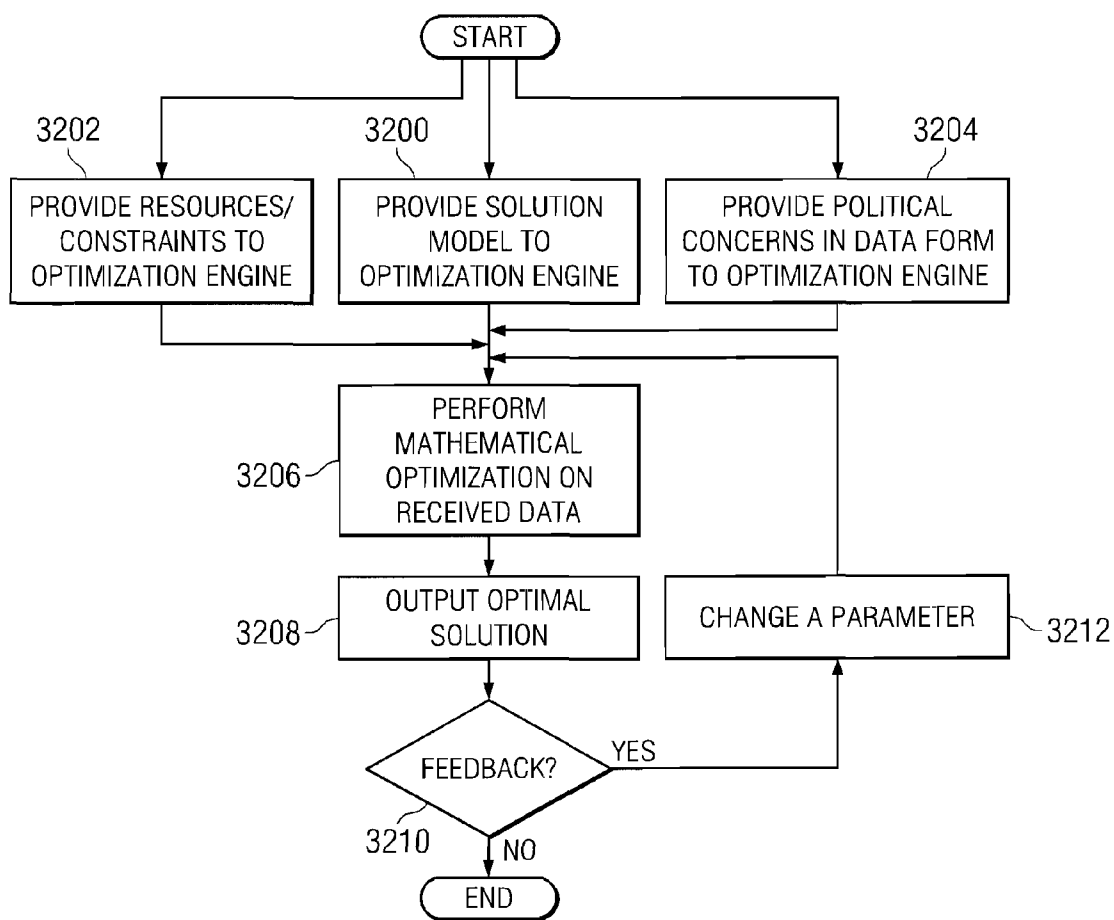 START
3202
3200
3204
PROVIDE RESOURCES/
CONSTRAINTS TO
OPTIMIZATION ENGINE
PROVIDE SOLUTION
MODEL TO
OPTIMIZATION ENGINE
PROVIDE POLITICAL
CONCERNS IN DATA FORM
TO OPTIMIZATION ENGINE
3206
PERFORM
MATHEMATICAL
OPTIMIZATION ON
RECEIVED DATA
3208
OUTPUT OPTIMAL
SOLUTION
CHANGE A PARAMETER
3212
FEEDBACK?
YES
3210
NO
END